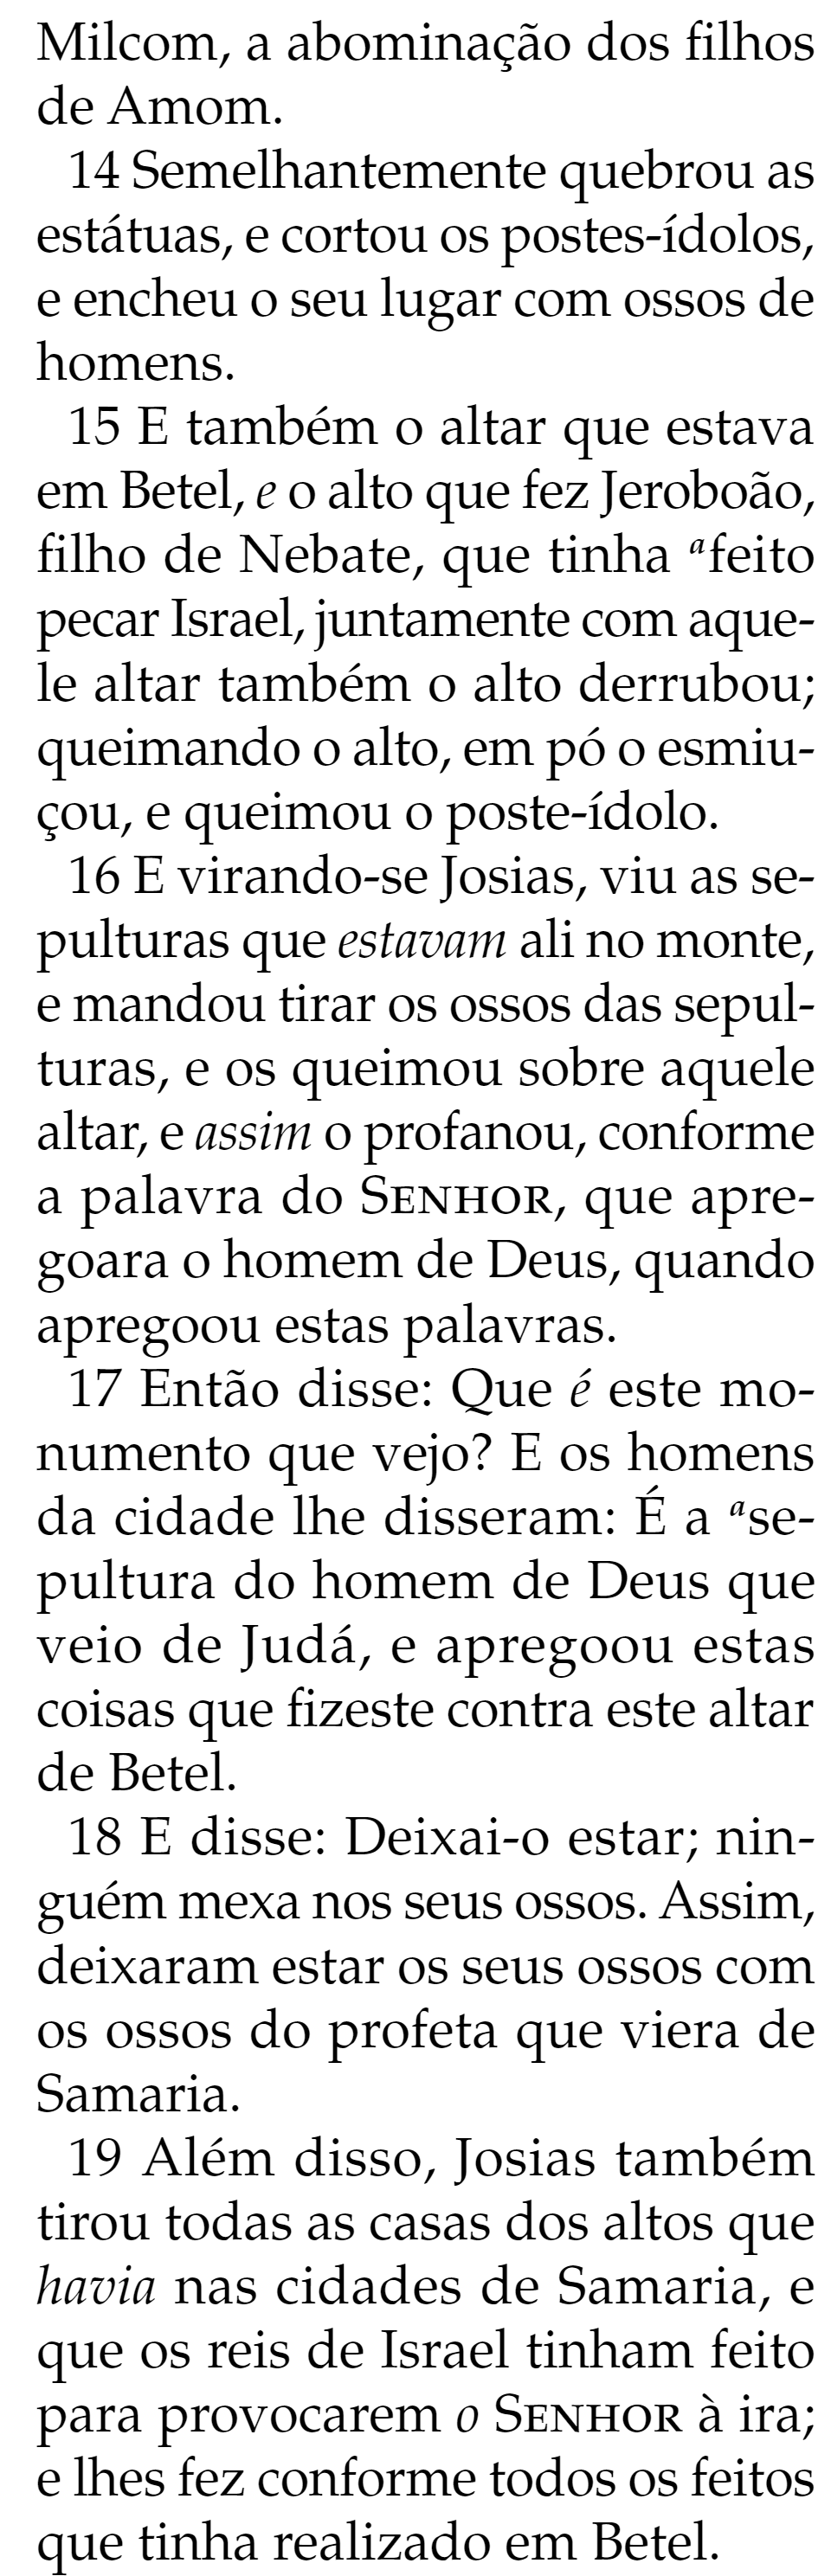 Milcom, a abominação dos filhos
de Amom.
14 Semelhantemente quebrou as
estátuas, e cortou os postes-ídolos,
e encheu o seu lugar com ossos de
homens.
15 E também o altar que estava
em Betel, e o alto que fez Jeroboão,
filho de Nebate, que tinha ᵃfeito
pecar Israel, juntamente com aque-
le altar também o alto derrubou;
queimando o alto, em pó o esmiu-
çou, e queimou o poste-ídolo.
16 E virando-se Josias, viu as se-
pulturas que estavam ali no monte,
e mandou tirar os ossos das sepul-
turas, e os queimou sobre aquele
altar, e assim o profanou, conforme
a palavra do SENHOR, que apre-
goara o homem de Deus, quando
apregoou estas palavras.
17 Então disse: Que é este mo-
numento que vejo? E os homens
da cidade lhe disseram: É a ᵃse-
pultura do homem de Deus que
veio de Judá, e apregoou estas
coisas que fizeste contra este altar
de Betel.
18 E disse: Deixai-o estar; nin-
guém mexa nos seus ossos. Assim,
deixaram estar os seus ossos com
os ossos do profeta que viera de
Samaria.
19 Além disso, Josias também
tirou todas as casas dos altos que
havia nas cidades de Samaria, e
que os reis de Israel tinham feito
para provocarem o SENHOR à ira;
e lhes fez conforme todos os feitos
que tinha realizado em Betel.